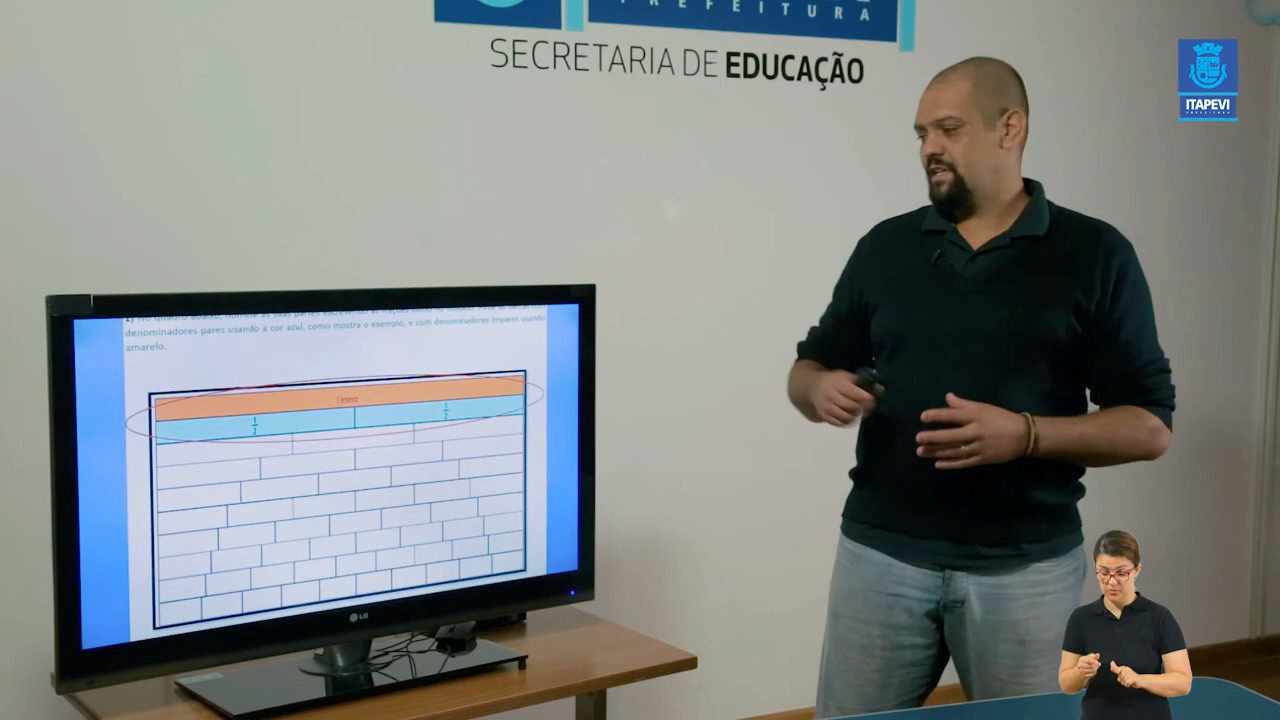 PREFEITURA
SECRETARIA DE EDUCAÇÃO
ITAPEVI
PREFEITURA
denominadores pares usando a cor azul, como mostra o exemplo, e com denominadores ímpares usando
amarelo.
1 inteiro
1/2 1/2
LG